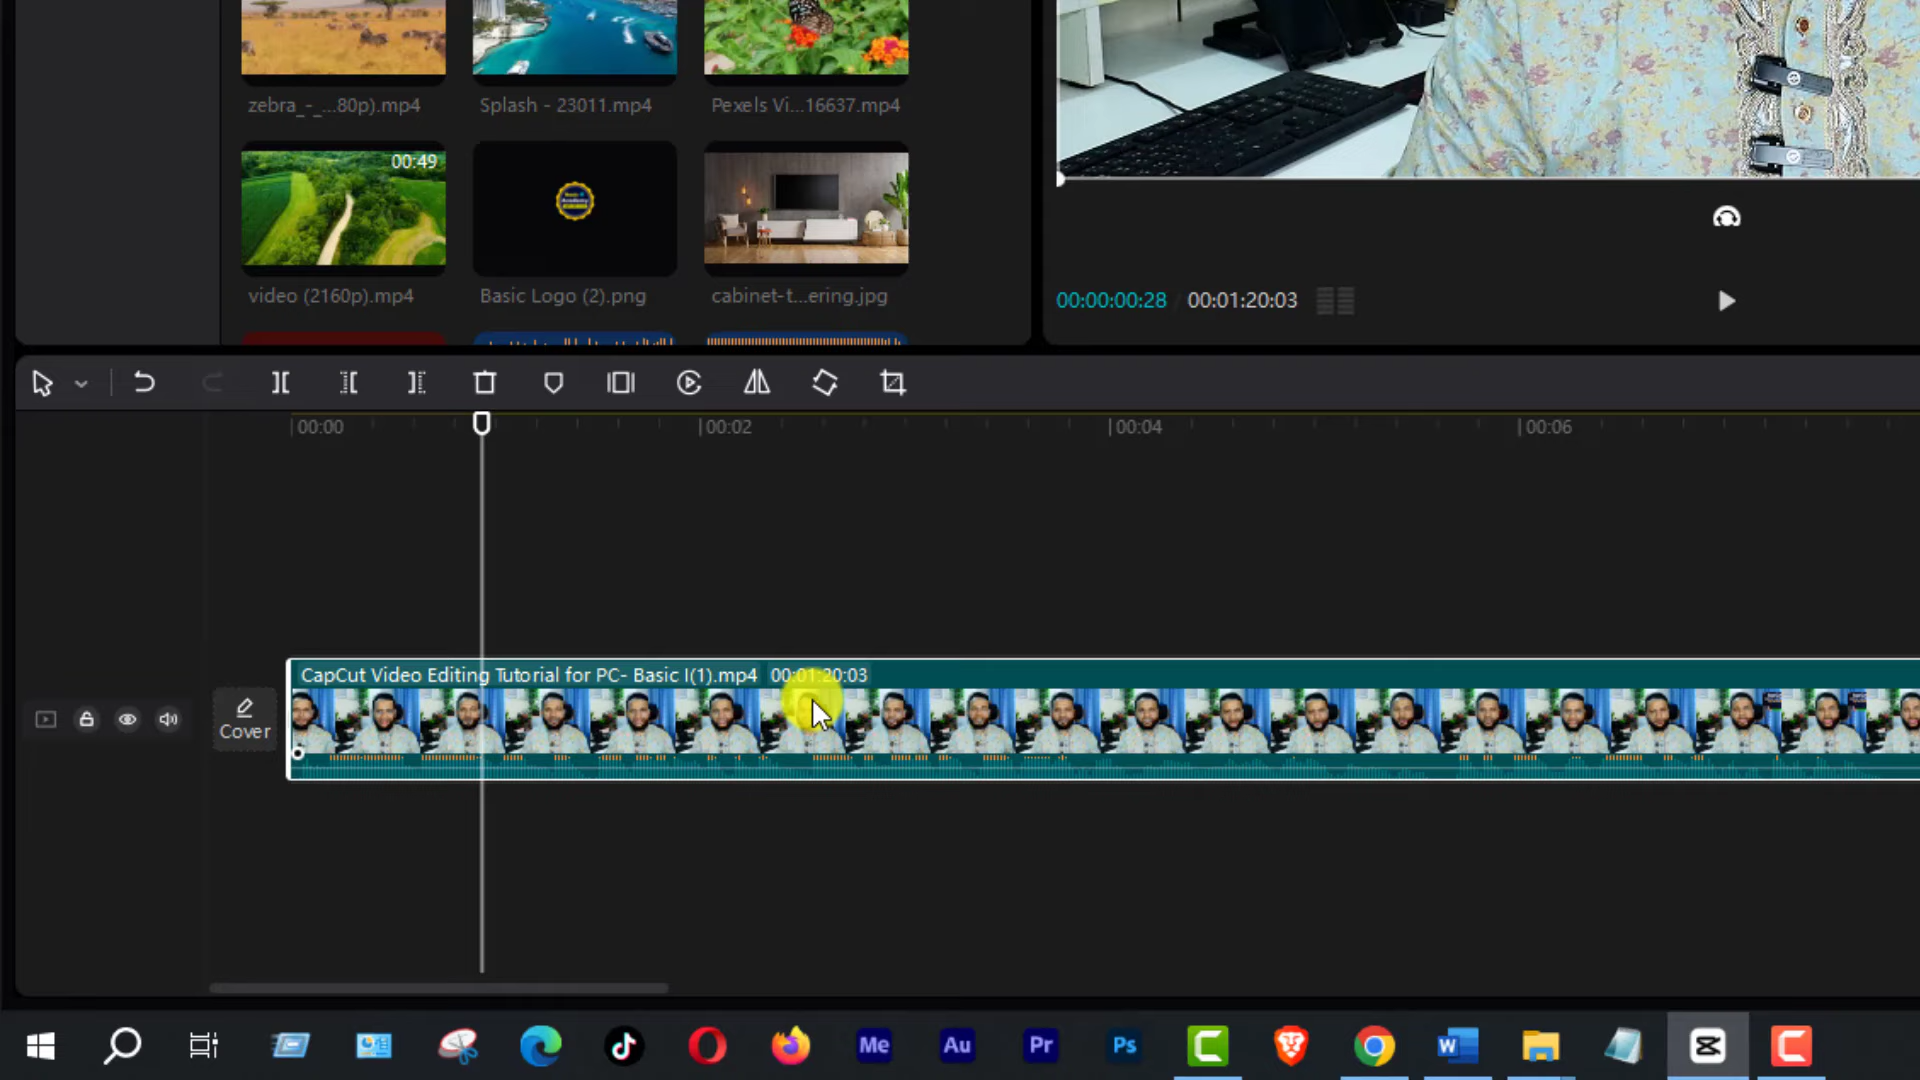 zebra_-_...80p).mp4
Splash - 23011.mp4
Pexels Vi...16637.mp4
00:49
video (2160p).mp4
Basic Logo (2).png
cabinet-t...ering.jpg
00:00:00:28
00:01:20:03
00:00
00:02
00:04
00:06
CapCut Video Editing Tutorial for PC- Basic I(1).mp4 00:01:20:03
Cover
Me
Au
Pr
Ps
W